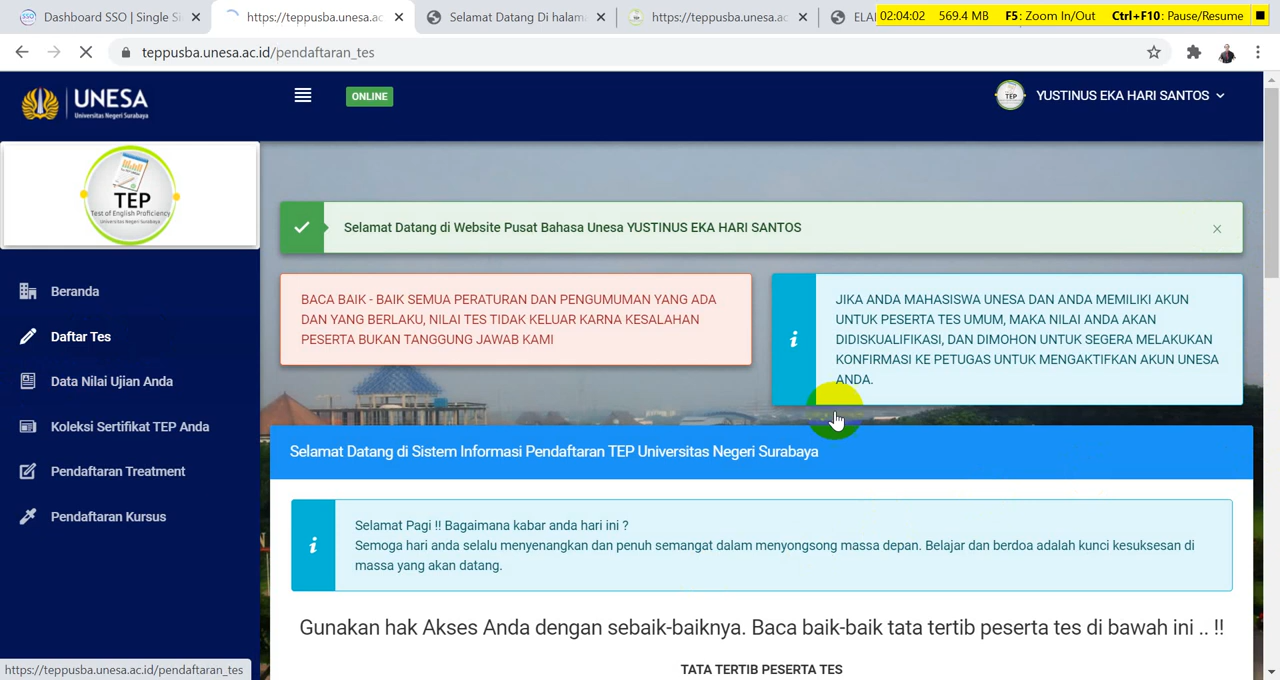 Dashboard SSO | Single Si
https://teppusba.unesa.ac
Selamat Datang Di halam
https://teppusba.unesa.ac
ELA
02:04:02 569.4 MB F5: Zoom In/Out Ctrl+F10: Pause/Resume
teppusba.unesa.ac.id/pendaftaran_tes
UNESA
Universitas Negeri Surabaya
ONLINE
TEP
YUSTINUS EKA HARI SANTOS
TEP
Test of English Proficiency
Universitas Negeri Surabaya
Beranda
Daftar Tes
Data Nilai Ujian Anda
Koleksi Sertifikat TEP Anda
Pendaftaran Treatment
Pendaftaran Kursus
Selamat Datang di Website Pusat Bahasa Unesa YUSTINUS EKA HARI SANTOS
BACA BAIK - BAIK SEMUA PERATURAN DAN PENGUMUMAN YANG ADA
DAN YANG BERLAKU, NILAI TES TIDAK KELUAR KARNA KESALAHAN
PESERTA BUKAN TANGGUNG JAWAB KAMI
JIKA ANDA MAHASISWA UNESA DAN ANDA MEMILIKI AKUN
UNTUK PESERTA TES UMUM, MAKA NILAI ANDA AKAN
DIDISKUALIFIKASI, DAN DIMOHON UNTUK SEGERA MELAKUKAN
KONFIRMASI KE PETUGAS UNTUK MENGAKTIFKAN AKUN UNESA
ANDA.
Selamat Datang di Sistem Informasi Pendaftaran TEP Universitas Negeri Surabaya
Selamat Pagi !! Bagaimana kabar anda hari ini ?
Semoga hari anda selalu menyenangkan dan penuh semangat dalam menyongsong massa depan. Belajar dan berdoa adalah kunci kesuksesan di
massa yang akan datang.
Gunakan hak Akses Anda dengan sebaik-baiknya. Baca baik-baik tata tertib peserta tes di bawah ini .. !!
TATA TERTIB PESERTA TES
https://teppusba.unesa.ac.id/pendaftaran_tes